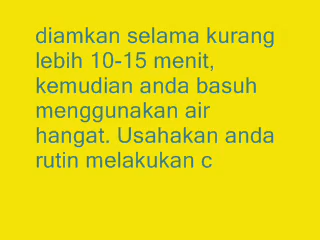 diamkan selama kurang
lebih 10-15 menit,
kemudian anda basuh
menggunakan air
hangat. Usahakan anda
rutin melakukan c